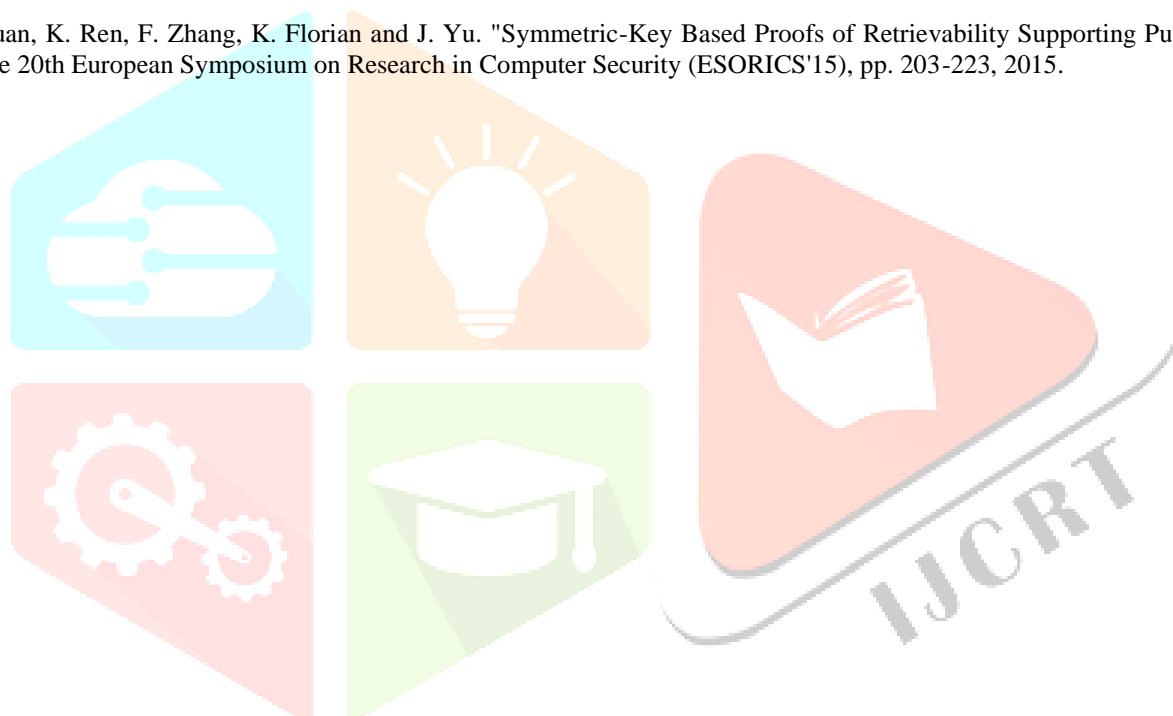 uan, K. Ren, F. Zhang, K. Florian and J. Yu. "Symmetric-Key Based Proofs of Retrievability Supporting Pu
e 20th European Symposium on Research in Computer Security (ESORICS'15), pp. 203-223, 2015.
IJCRT